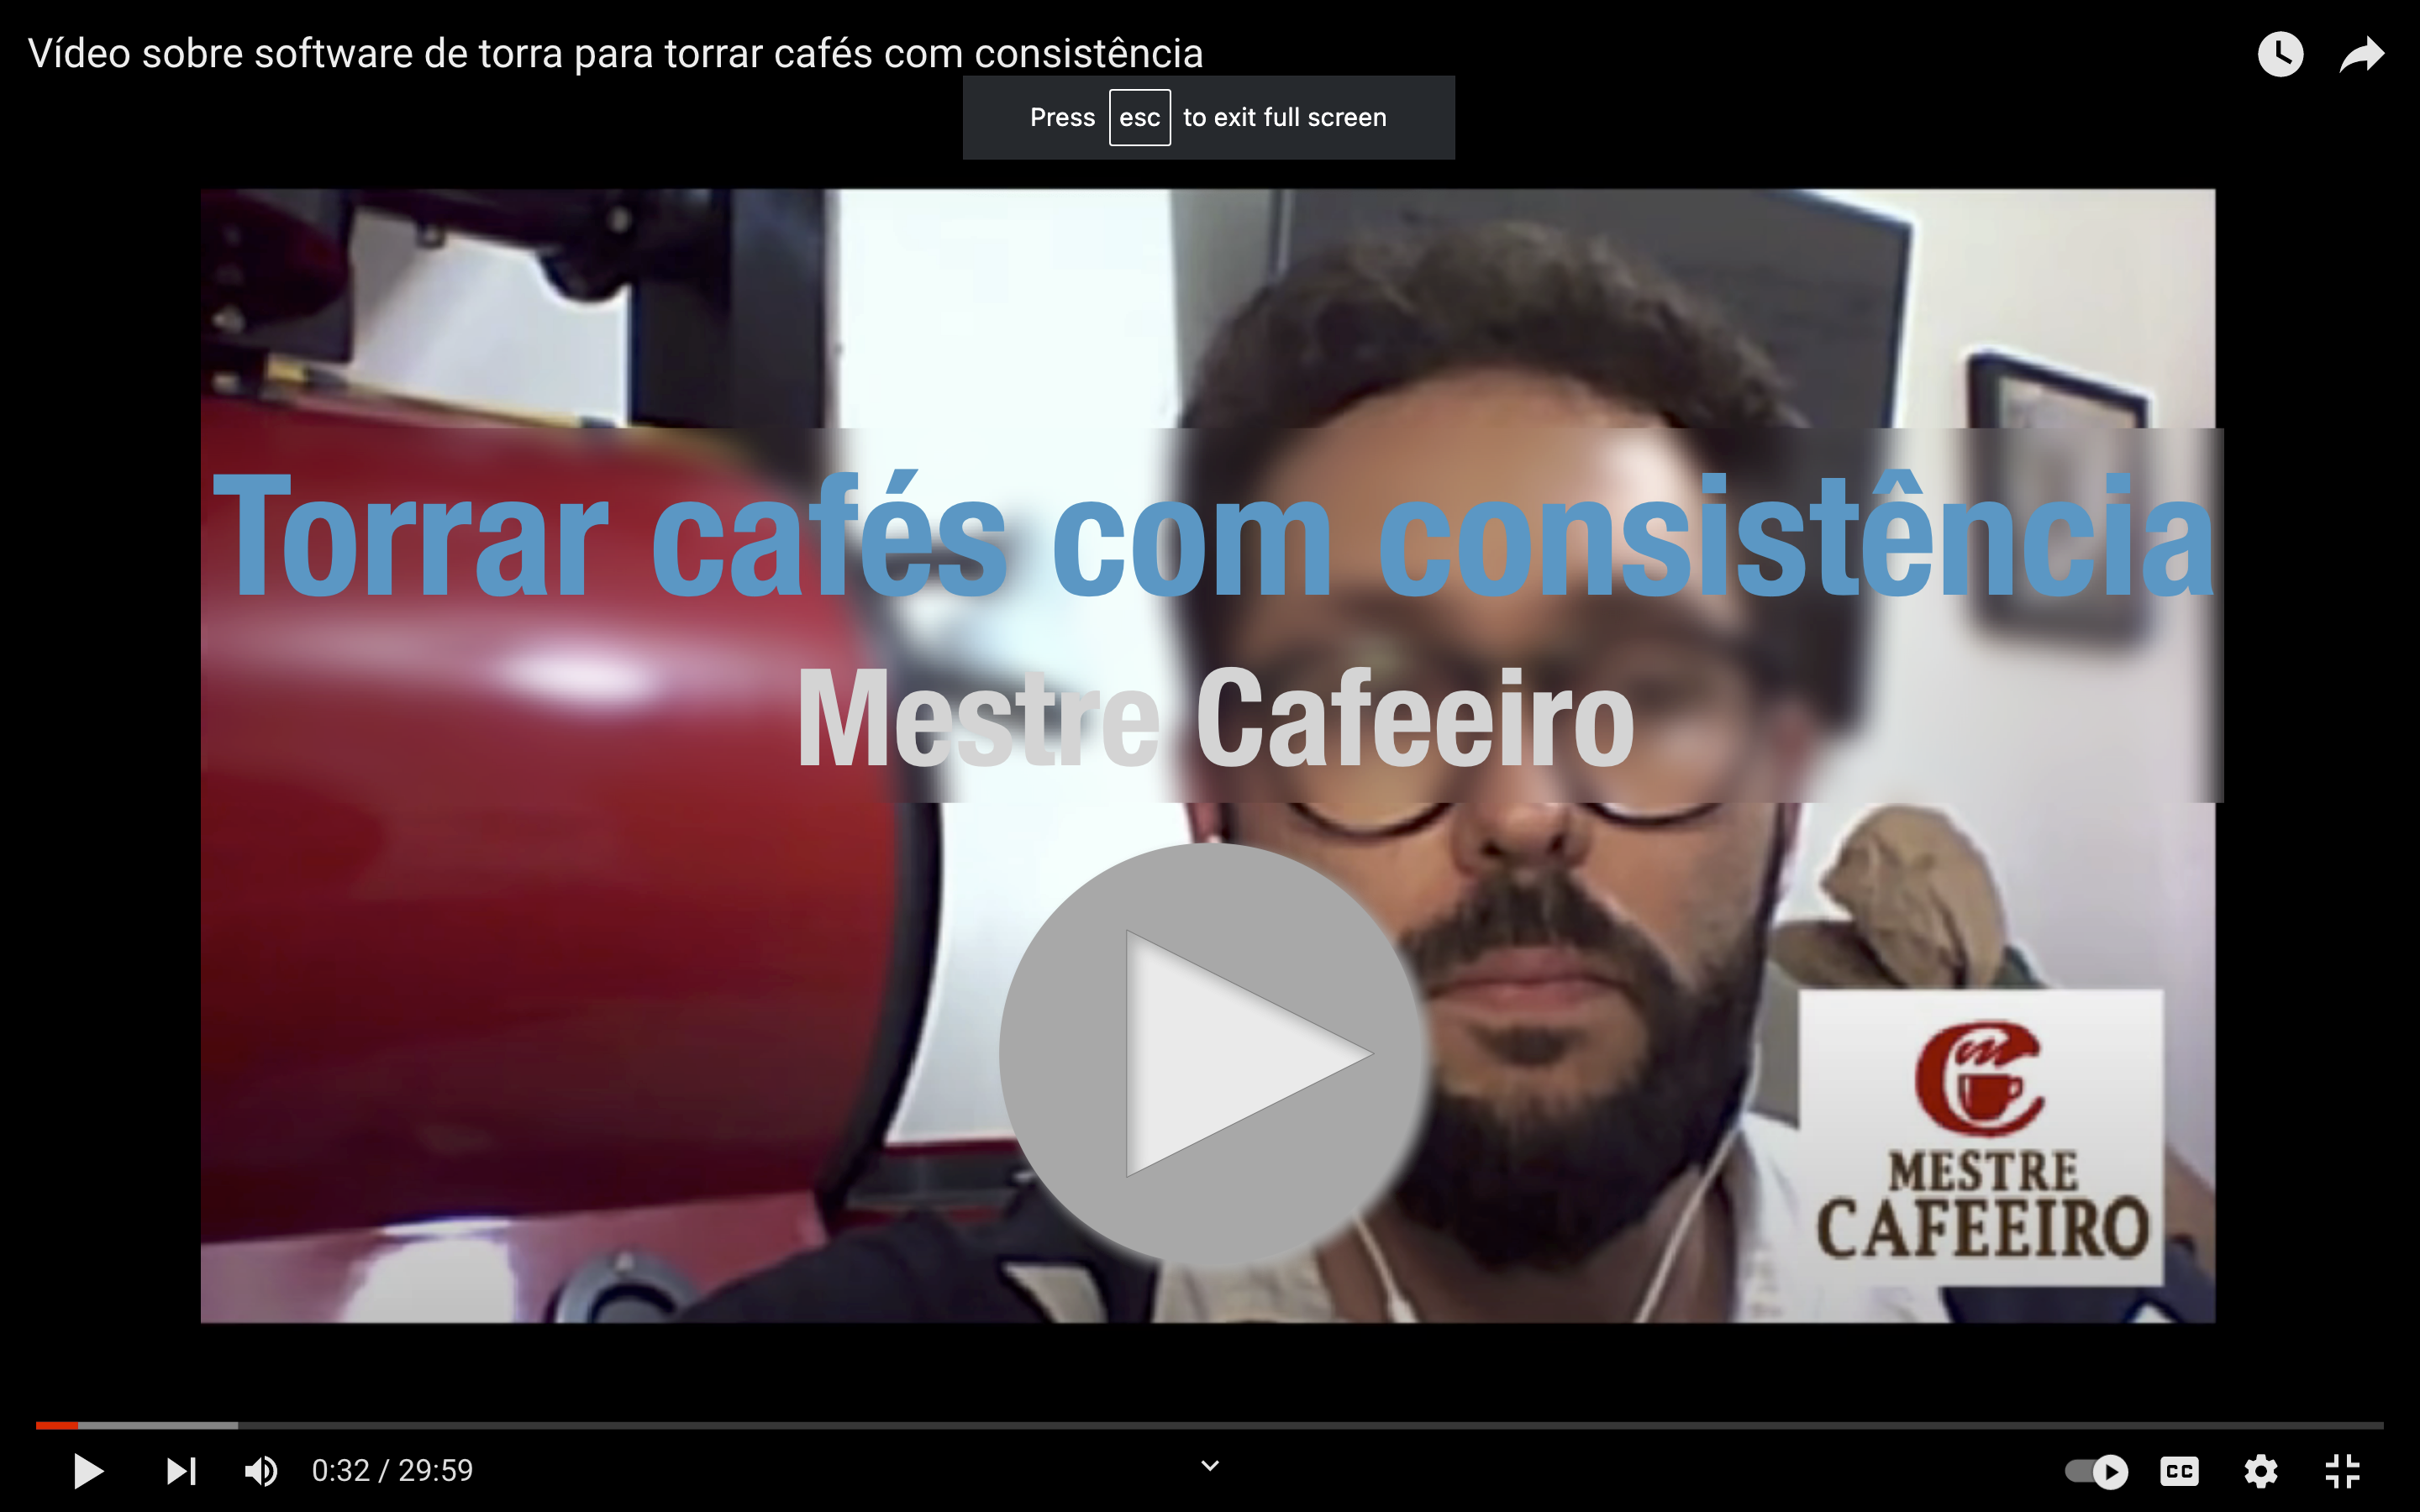 Vídeo sobre software de torra para torrar cafés com consistência
Press esc to exit full screen
Torrar cafés com consistência
Mestre Cafeeiro
MESTRE
CAFEEIRO
0:32 / 29:59
CC